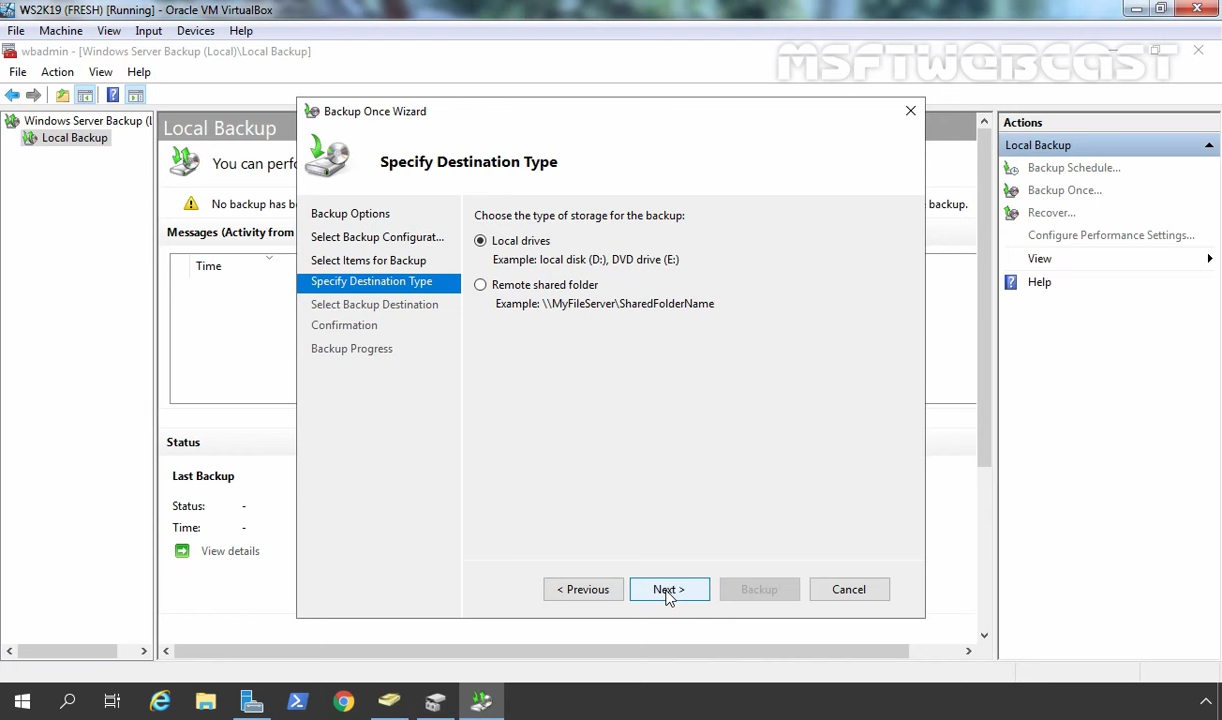 WS2K19 (FRESH) [Running] - Oracle VM VirtualBox
File Machine View Input Devices Help
wbadmin - [Windows Server Backup (Local)\Local Backup]
MSFTWEBCAST
File Action View Help
Windows Server Backup (L
Local Backup
Local Backup
You can perfo
No backup has be
e backup.
Messages (Activity from
Time
Status
Last Backup
Status: -
Time: -
View details
Backup Once Wizard
Specify Destination Type
Backup Options
Select Backup Configurat...
Select Items for Backup
Specify Destination Type
Select Backup Destination
Confirmation
Backup Progress
Choose the type of storage for the backup:
Local drives
Example: local disk (D:), DVD drive (E:)
Remote shared folder
Example: \\MyFileServer\SharedFolderName
< Previous Next > Backup Cancel
Actions
Local Backup
Backup Schedule...
Backup Once...
Recover...
Configure Performance Settings...
View
Help